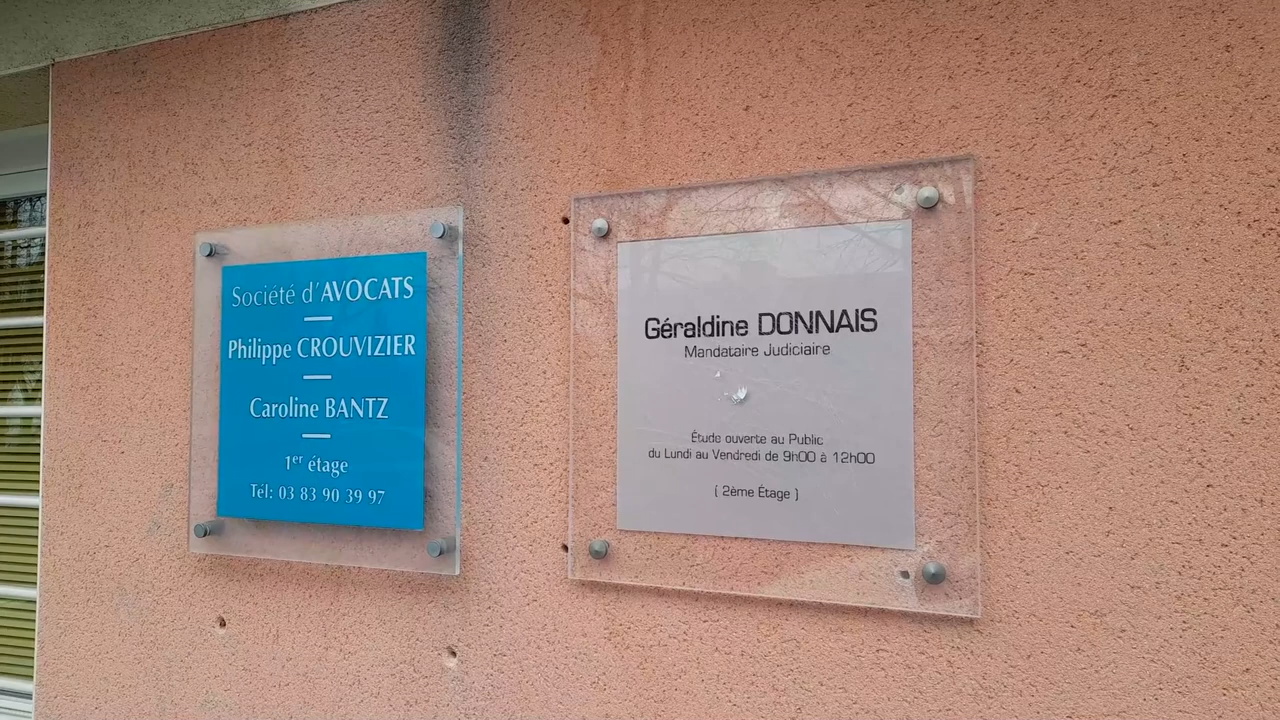 Société d'AVOCATS
Philippe CROUVIZIER
Caroline BANTZ
1er étage
Tél: 03 83 90 39 97
Géraldine DONNAIS
Mandataire Judiciaire
Étude ouverte au Public
du Lundi au Vendredi de 9h00 à 12h00
( 2ème Étage )